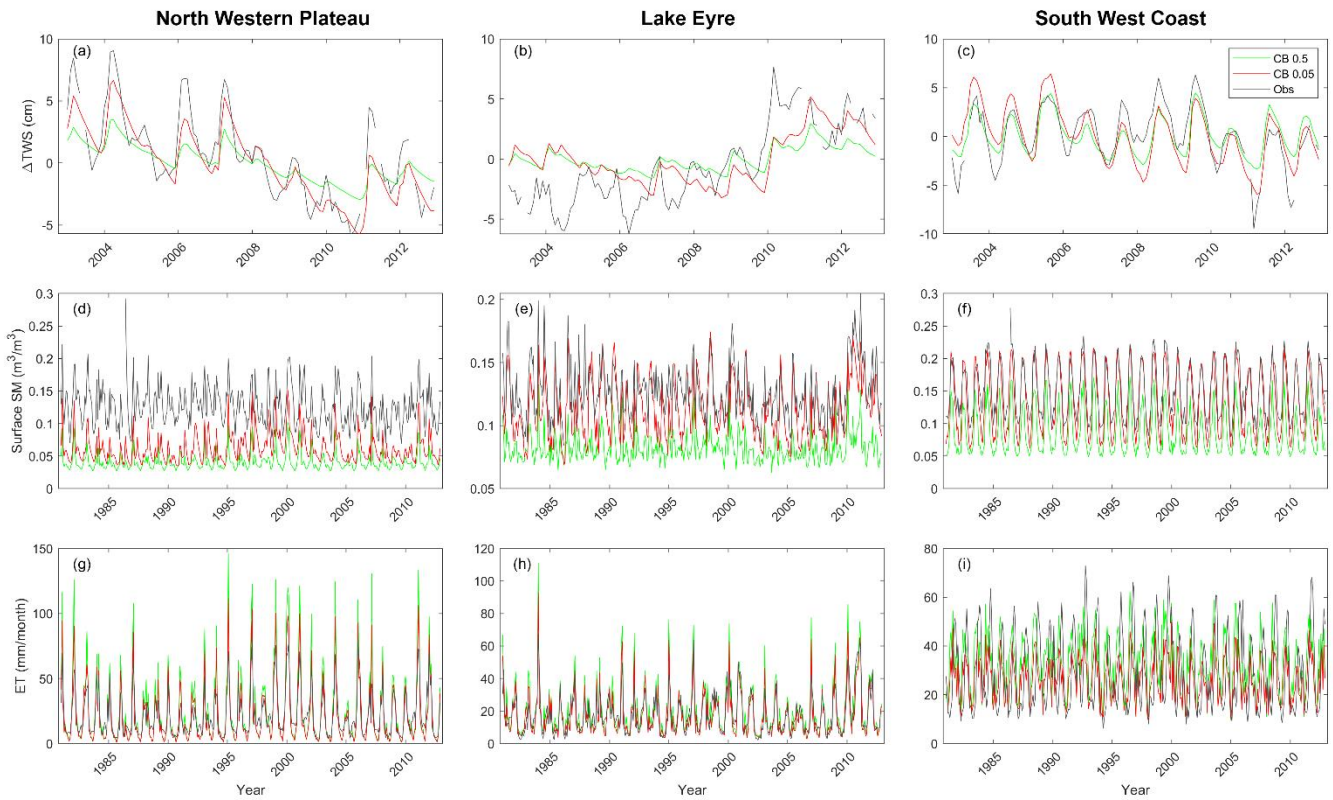 North Western Plateau Lake Eyre South West Coast
(a) (b) (c)
CB 0.5
CB 0.05
Obs
ΔTWS (cm)
10 5 0 -5
10 5 0 -5
10 5 0 -5 -10
2004 2006 2008 2010 2012
2004 2006 2008 2010 2012
2004 2006 2008 2010 2012
(d) (e) (f)
Surface SM (m³/m³)
0.3 0.25 0.2 0.15 0.1 0.05 0
0.2 0.15 0.1 0.05
0.3 0.25 0.2 0.15 0.1 0.05 0
1985 1990 1995 2000 2005 2010
1985 1990 1995 2000 2005 2010
1985 1990 1995 2000 2005 2010
(g) (h) (i)
ET (mm/month)
150 100 50 0
120 100 80 60 40 20 0
80 60 40 20 0
1985 1990 1995 2000 2005 2010
1985 1990 1995 2000 2005 2010
1985 1990 1995 2000 2005 2010
Year Year Year